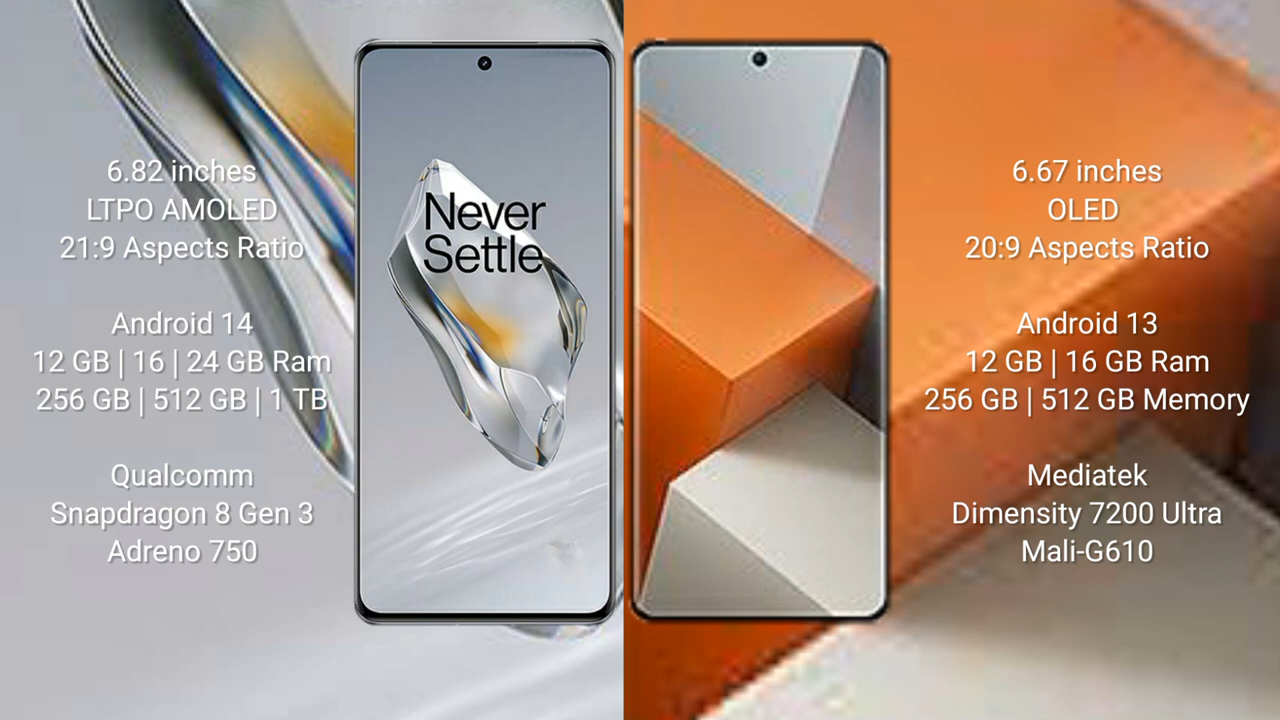 6.82 inches
LTPO AMOLED
21:9 Aspects Ratio
Android 14
12 GB | 16 | 24 GB Ram
256 GB | 512 GB | 1 TB
Qualcomm
Snapdragon 8 Gen 3
Adreno 750
Never
Settle
6.67 inches
OLED
20:9 Aspects Ratio
Android 13
12 GB | 16 GB Ram
256 GB | 512 GB Memory
Mediatek
Dimensity 7200 Ultra
Mali-G610